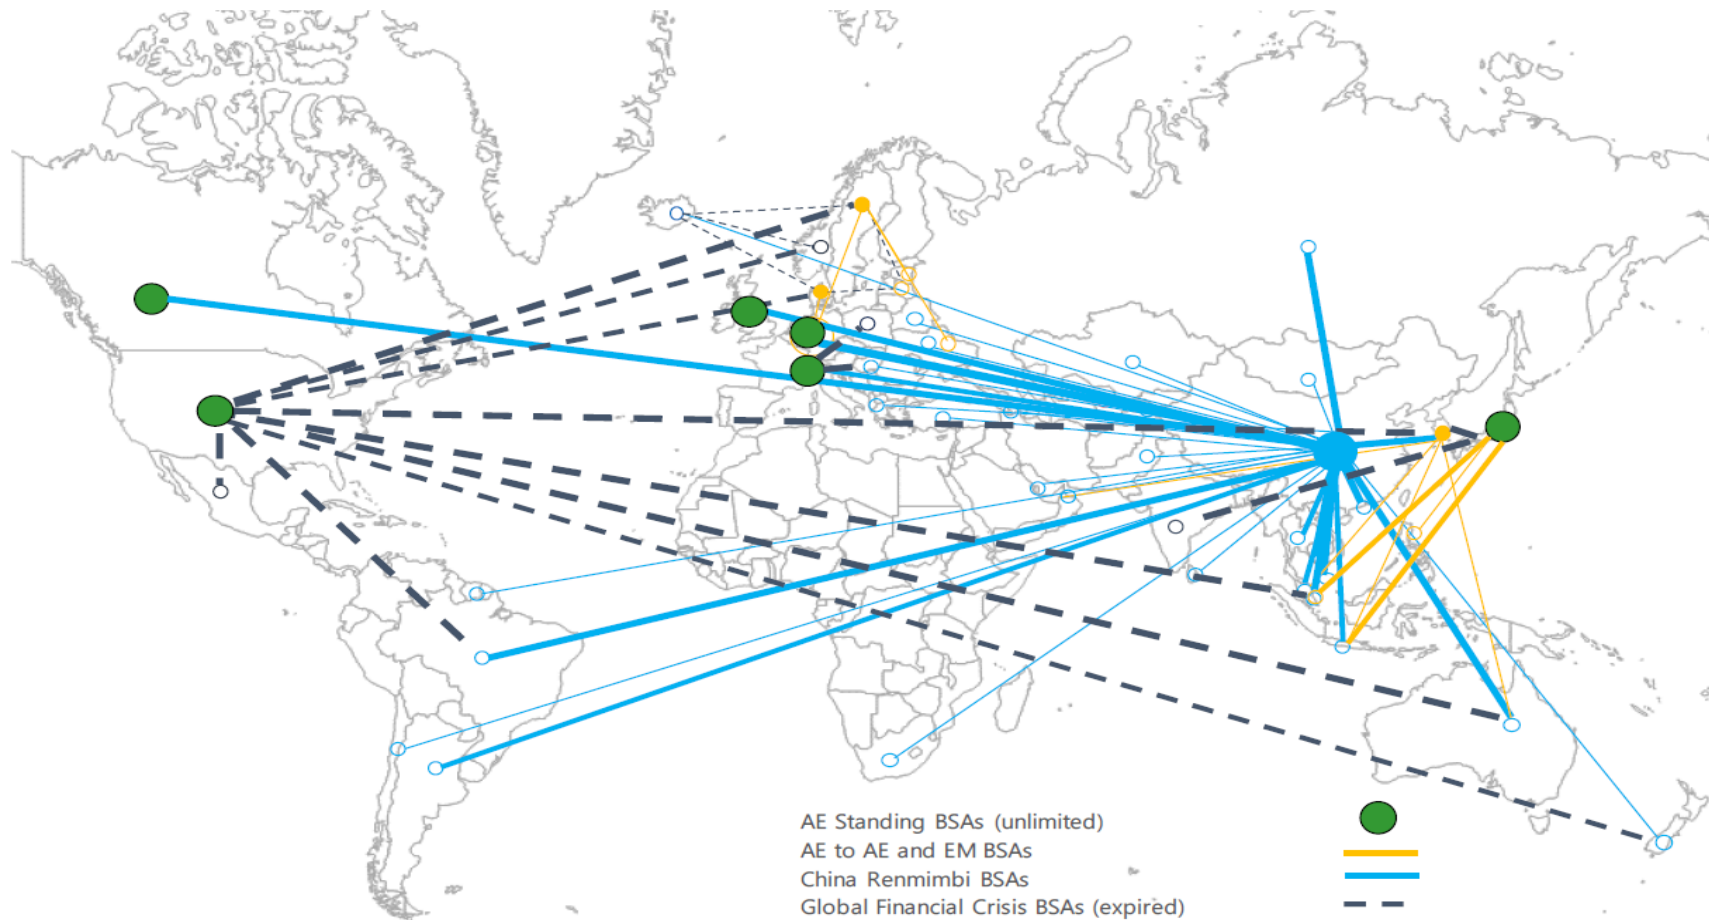 AE Standing BSAs (unlimited)
AE to AE and EM BSAs
China Renmimbi BSAs
Global Financial Crisis BSAs (expired)